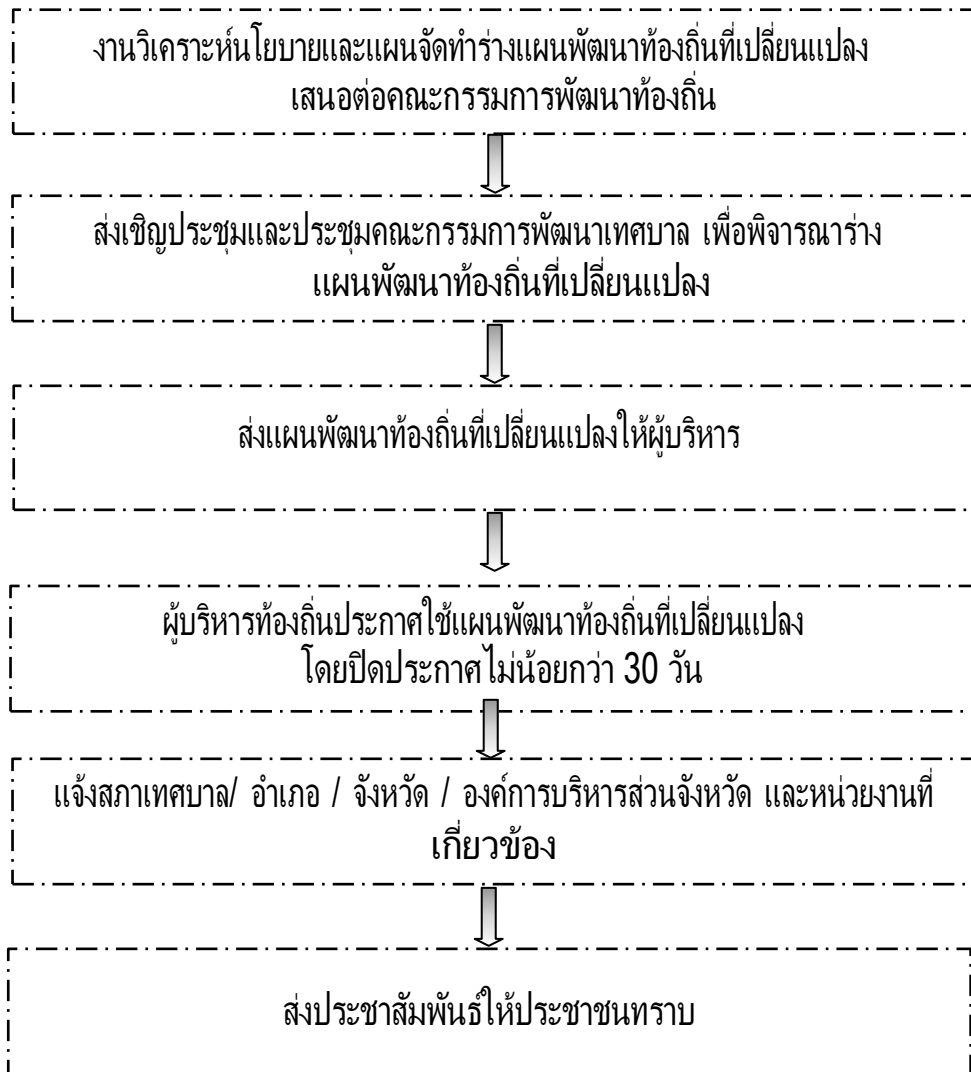 งานวิเคราะห์นโยบายและแผนจัดทำร่างแผนพัฒนาท้องถิ่นที่เปลี่ยนแปลง
เสนอต่อคณะกรรมการพัฒนาท้องถิ่น
ส่งเชิญประชุมและประชุมคณะกรรมการพัฒนาเทศบาล เพื่อพิจารณาร่าง
แผนพัฒนาท้องถิ่นที่เปลี่ยนแปลง
ส่งแผนพัฒนาท้องถิ่นที่เปลี่ยนแปลงให้ผู้บริหาร
ผู้บริหารท้องถิ่นประกาศใช้แผนพัฒนาท้องถิ่นที่เปลี่ยนแปลง
โดยปิดประกาศไม่น้อยกว่า 30 วัน
แจ้งสภาเทศบาล/ อำเภอ / จังหวัด / องค์การบริหารส่วนจังหวัด และหน่วยงานที่
เกี่ยวข้อง
ส่งประชาสัมพันธ์ให้ประชาชนทราบ